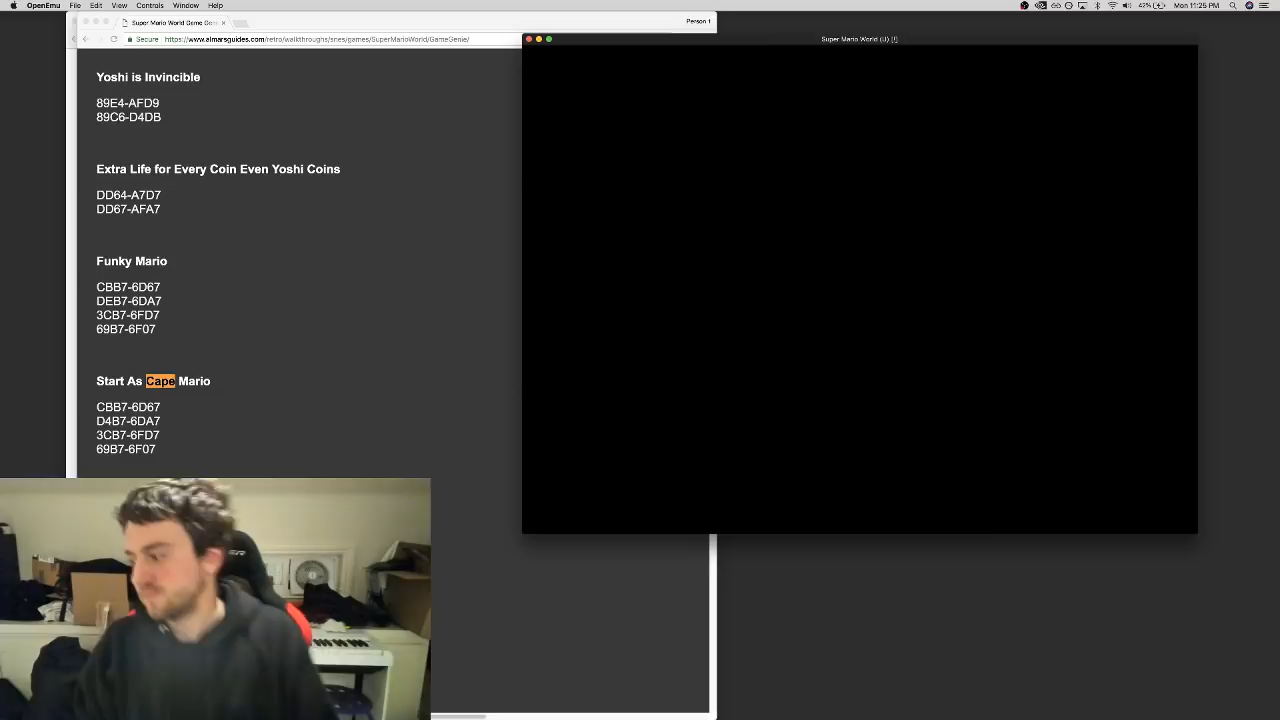 OpenEmu File Edit View Controls Window Help
42% Mon 11:25 PM
Super Mario World Game Geni
Person 1
Secure https://www.almarsguides.com/retro/walkthroughs/snes/games/SuperMarioWorld/GameGenie/
Super Mario World (U) [!]
Yoshi is Invincible
89E4-AFD9
89C6-D4DB
Extra Life for Every Coin Even Yoshi Coins
DD64-A7D7
DD67-AFA7
Funky Mario
CBB7-6D67
DEB7-6DA7
3CB7-6FD7
69B7-6F07
Start As Cape Mario
CBB7-6D67
D4B7-6DA7
3CB7-6FD7
69B7-6F07